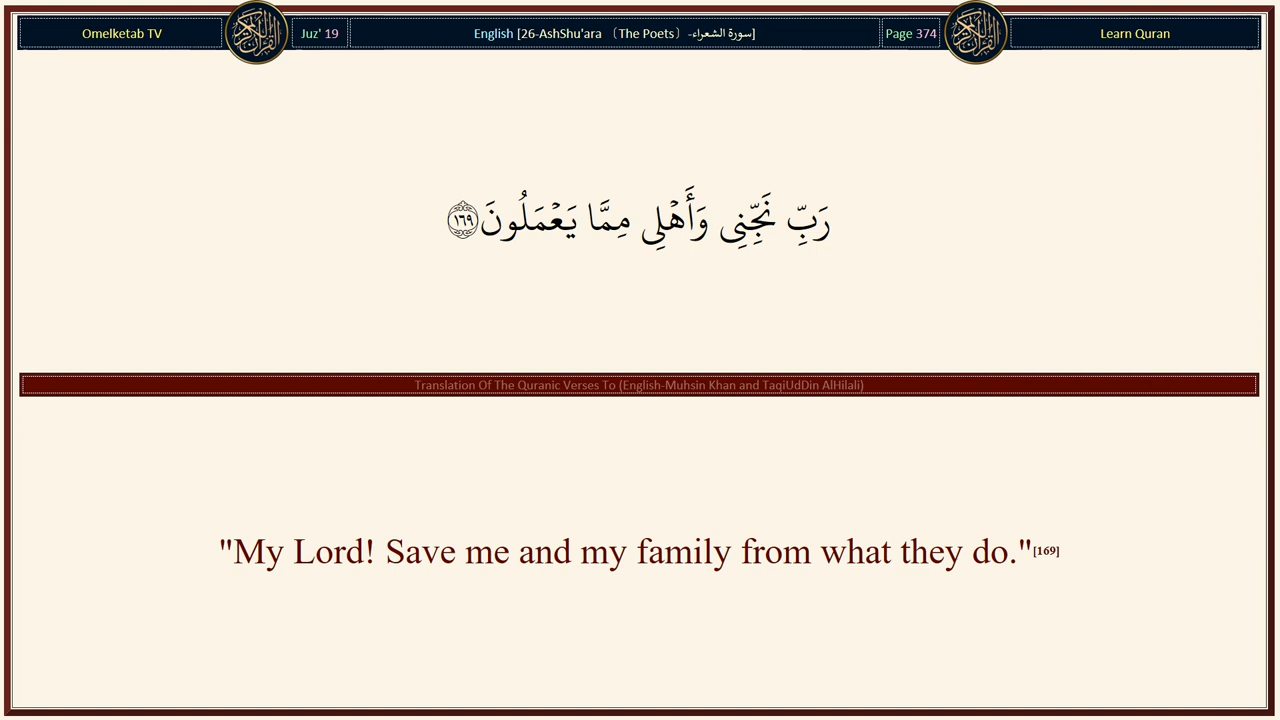 Omelketab TV
Juz' 19
English [26-AshShu'ara （The Poets）-سورة الشعراء]
Page 374
Learn Quran
رَبِّ نَجِّنِى وَأَهْلِى مِمَّا يَعْمَلُونَ ١٦٩
Translation Of The Quranic Verses To (English-Muhsin Khan and TaqiUdDin AlHilali)
"My Lord! Save me and my family from what they do."[169]